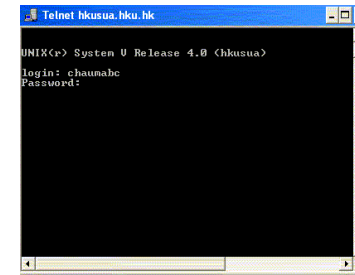 Telnet hkusua.hku.hk
UNIX(r) System V Release 4.0 (hkusua)
login: chaumabc
Password: